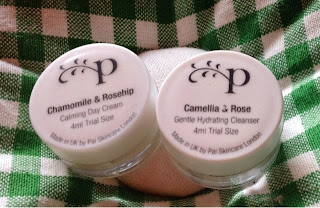 p
Chamomile & Rosehip
Calming Day Cream
4ml Trial Size
Made in UK by Pai Skincare London
p
Camellia & Rose
Gentle Hydrating Cleanser
4ml Trial Size
Made in UK by Pai Skincare London